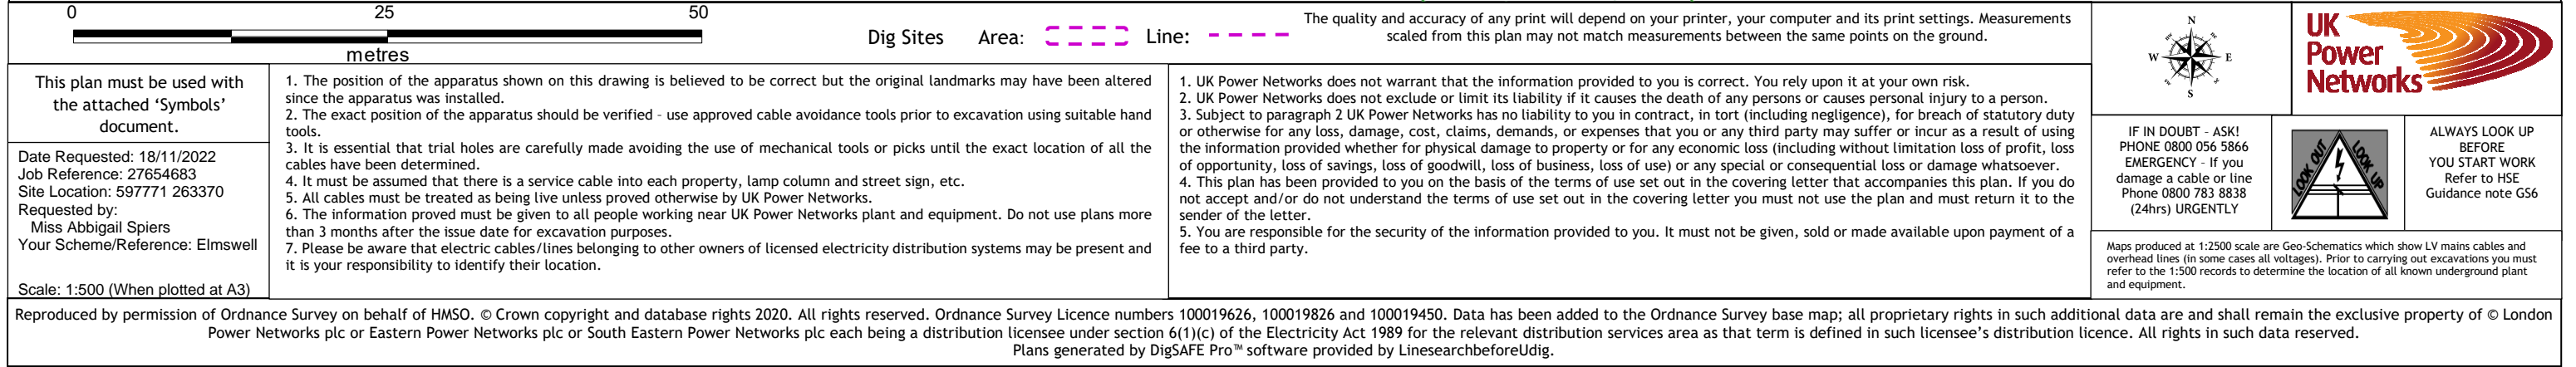 0 25 50
metres
Dig Sites Area: Line:
The quality and accuracy of any print will depend on your printer, your computer and its print settings. Measurements
scaled from this plan may not match measurements between the same points on the ground.
N
W E
S
UK
Power
Networks
This plan must be used with
the attached ‘Symbols’
document.
Date Requested: 18/11/2022
Job Reference: 27654683
Site Location: 597771 263370
Requested by:
Miss Abbigail Spiers
Your Scheme/Reference: Elmswell
Scale: 1:500 (When plotted at A3)
1. The position of the apparatus shown on this drawing is believed to be correct but the original landmarks may have been altered
since the apparatus was installed.
2. The exact position of the apparatus should be verified - use approved cable avoidance tools prior to excavation using suitable hand
tools.
3. It is essential that trial holes are carefully made avoiding the use of mechanical tools or picks until the exact location of all the
cables have been determined.
4. It must be assumed that there is a service cable into each property, lamp column and street sign, etc.
5. All cables must be treated as being live unless proved otherwise by UK Power Networks.
6. The information proved must be given to all people working near UK Power Networks plant and equipment. Do not use plans more
than 3 months after the issue date for excavation purposes.
7. Please be aware that electric cables/lines belonging to other owners of licensed electricity distribution systems may be present and
it is your responsibility to identify their location.
1. UK Power Networks does not warrant that the information provided to you is correct. You rely upon it at your own risk.
2. UK Power Networks does not exclude or limit its liability if it causes the death of any persons or causes personal injury to a person.
3. Subject to paragraph 2 UK Power Networks has no liability to you in contract, in tort (including negligence), for breach of statutory duty
or otherwise for any loss, damage, cost, claims, demands, or expenses that you or any third party may suffer or incur as a result of using
the information provided whether for physical damage to property or for any economic loss (including without limitation loss of profit, loss
of opportunity, loss of savings, loss of goodwill, loss of business, loss of use) or any special or consequential loss or damage whatsoever.
4. This plan has been provided to you on the basis of the terms of use set out in the covering letter that accompanies this plan. If you do
not accept and/or do not understand the terms of use set out in the covering letter you must not use the plan and must return it to the
sender of the letter.
5. You are responsible for the security of the information provided to you. It must not be given, sold or made available upon payment of a
fee to a third party.
IF IN DOUBT - ASK!
PHONE 0800 056 5866
EMERGENCY - If you
damage a cable or line
Phone 0800 783 8838
(24hrs) URGENTLY
LOOK OUT
LOOK UP
ALWAYS LOOK UP
BEFORE
YOU START WORK
Refer to HSE
Guidance note GS6
Maps produced at 1:2500 scale are Geo-Schematics which show LV mains cables and
overhead lines (in some cases all voltages). Prior to carrying out excavations you must
refer to the 1:500 records to determine the location of all known underground plant
and equipment.
Reproduced by permission of Ordnance Survey on behalf of HMSO. © Crown copyright and database rights 2020. All rights reserved. Ordnance Survey Licence numbers 100019626, 100019826 and 100019450. Data has been added to the Ordnance Survey base map; all proprietary rights in such additional data are and shall remain the exclusive property of © London
Power Networks plc or Eastern Power Networks plc or South Eastern Power Networks plc each being a distribution licensee under section 6(1)(c) of the Electricity Act 1989 for the relevant distribution services area as that term is defined in such licensee’s distribution licence. All rights in such data reserved.
Plans generated by DigSAFE Pro™ software provided by LinesearchbeforeUdig.